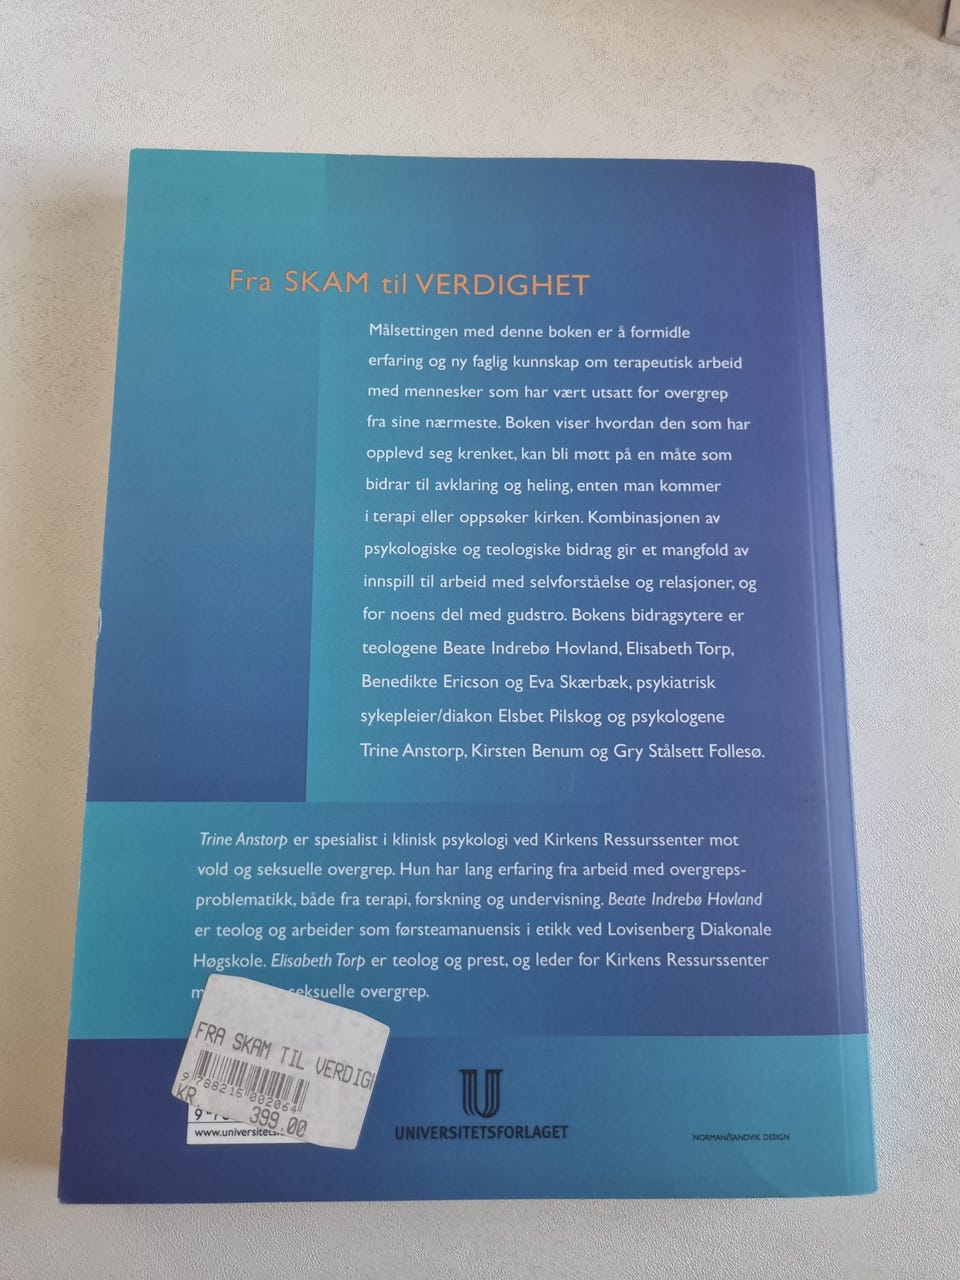 Fra SKAM til VERDIGHET
Målsettingen med denne boken er å formidle
erfaring og ny faglig kunnskap om terapeutisk arbeid
med mennesker som har vært utsatt for overgrep
fra sine nærmeste. Boken viser hvordan den som har
opplevd seg krenket, kan bli møtt på en måte som
bidrar til avklaring og heling, enten man kommer
i terapi eller oppsøker kirken. Kombinasjonen av
psykologiske og teologiske bidrag gir et mangfold av
innspill til arbeid med selvforståelse og relasjoner, og
for noens del med gudstro. Bokens bidragsytere er
teologene Beate Indrebø Hovland, Elisabeth Torp,
Benedikte Ericson og Eva Skærbæk, psykiatrisk
sykepleier/diakon Elsbet Pilskog og psykologene
Trine Anstorp, Kirsten Benum og Gry Stålsett Follesø.
Trine Anstorp er spesialist i klinisk psykologi ved Kirkens Ressurssenter mot
vold og seksuelle overgrep. Hun har lang erfaring fra arbeid med overgreps-
problematikk, både fra terapi, forskning og undervisning. Beate Indrebø Hovland
er teolog og arbeider som førsteamanuensis i etikk ved Lovisenberg Diakonale
Høgskole. Elisabeth Torp er teolog og prest, og leder for Kirkens Ressurssenter
m eksuelle overgrep.
FRA SKAM TIL VERDIG
9 788215 002064
KR. 399,00
www.universitets
UNIVERSITETSFORLAGET
NORMAN/SANDVIK DESIGN